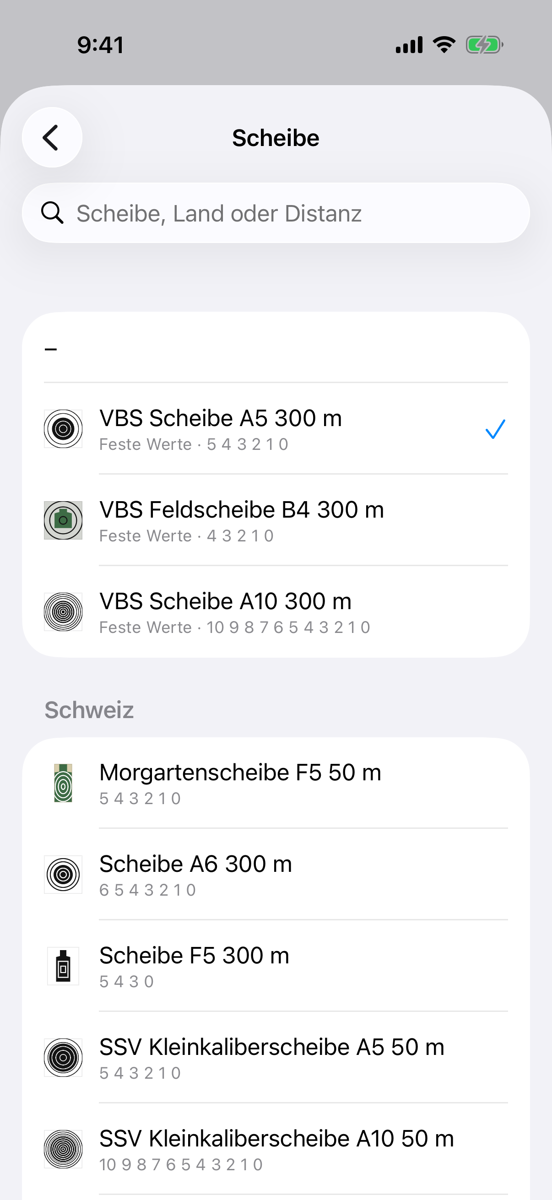 9:41
Scheibe
Scheibe, Land oder Distanz
–
VBS Scheibe A5 300 m
Feste Werte · 5 4 3 2 1 0
VBS Feldscheibe B4 300 m
Feste Werte · 4 3 2 1 0
VBS Scheibe A10 300 m
Feste Werte · 10 9 8 7 6 5 4 3 2 1 0
Schweiz
Morgartenscheibe F5 50 m
5 4 3 2 1 0
Scheibe A6 300 m
6 5 4 3 2 1 0
Scheibe F5 300 m
5 4 3 0
SSV Kleinkaliberscheibe A5 50 m
5 4 3 2 1 0
SSV Kleinkaliberscheibe A10 50 m
10 9 8 7 6 5 4 3 2 1 0